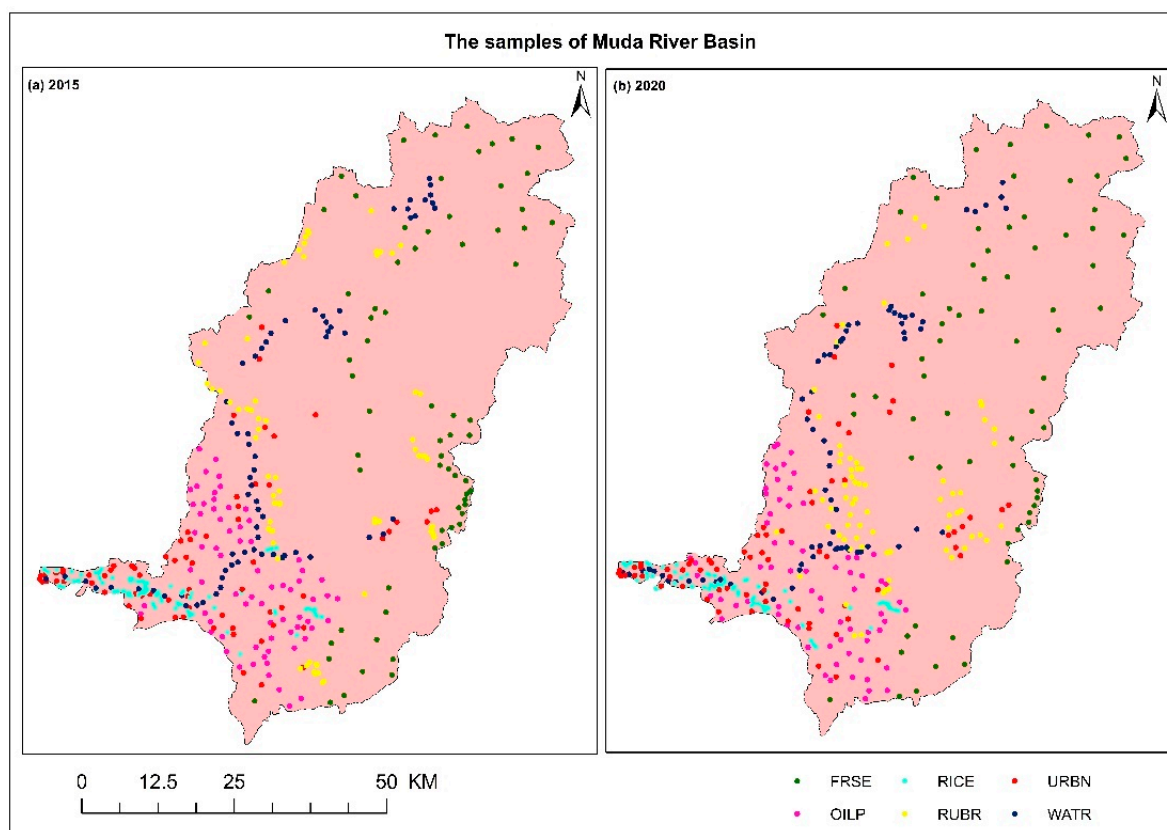 The samples of Muda River Basin
(a) 2015
N
(b) 2020
N
0 12.5 25 50 KM
FRSE RICE URBN
OILP RUBR WATR